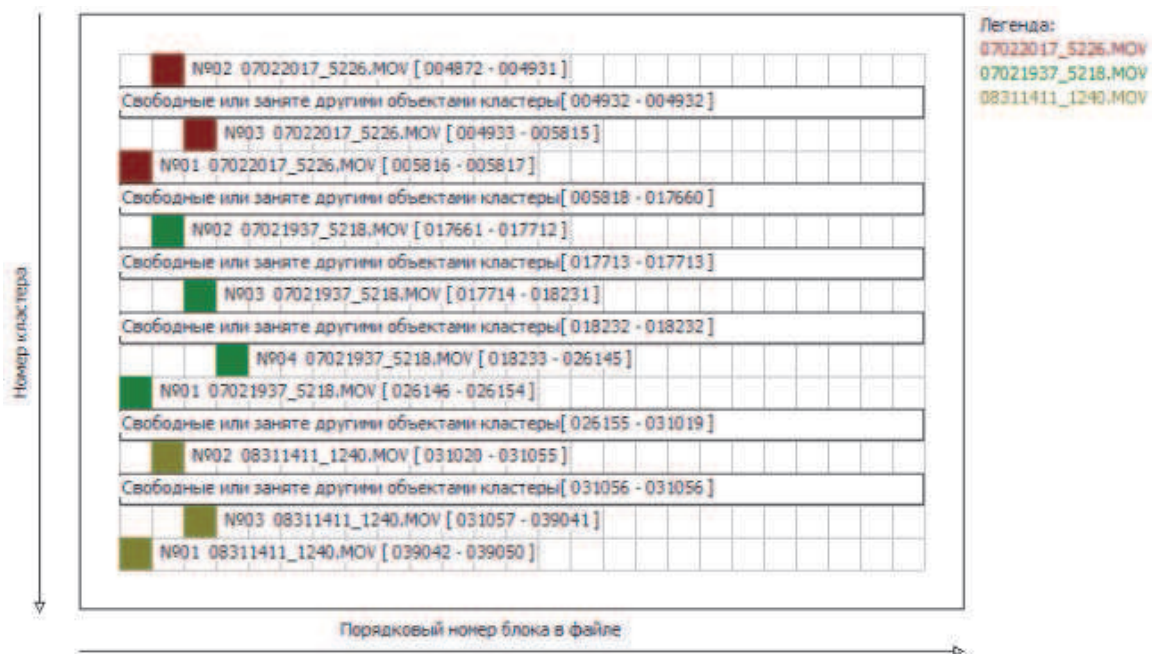 Легенда:
07022017_5226.MOV
07021937_5218.MOV
08311411_1240.MOV
№02 07022017_5226.MOV [ 004872 - 004931 ]
Свободные или заняте другими объектами кластеры[ 004932 - 004932 ]
№03 07022017_5226.MOV [ 004933 - 005815 ]
№01 07022017_5226.MOV [ 005816 - 005817 ]
Свободные или заняте другими объектами кластеры[ 005818 - 017660 ]
№02 07021937_5218.MOV [ 017661 - 017712 ]
Свободные или заняте другими объектами кластеры[ 017713 - 017713 ]
№03 07021937_5218.MOV [ 017714 - 018231 ]
Свободные или заняте другими объектами кластеры[ 018232 - 018232 ]
№04 07021937_5218.MOV [ 018233 - 026145 ]
№01 07021937_5218.MOV [ 026146 - 026154 ]
Свободные или заняте другими объектами кластеры[ 026155 - 031019 ]
№02 08311411_1240.MOV [ 031020 - 031055 ]
Свободные или заняте другими объектами кластеры[ 031056 - 031056 ]
№03 08311411_1240.MOV [ 031057 - 039041 ]
№01 08311411_1240.MOV [ 039042 - 039050 ]
Номер кластера
Порядковый номер блока в файле